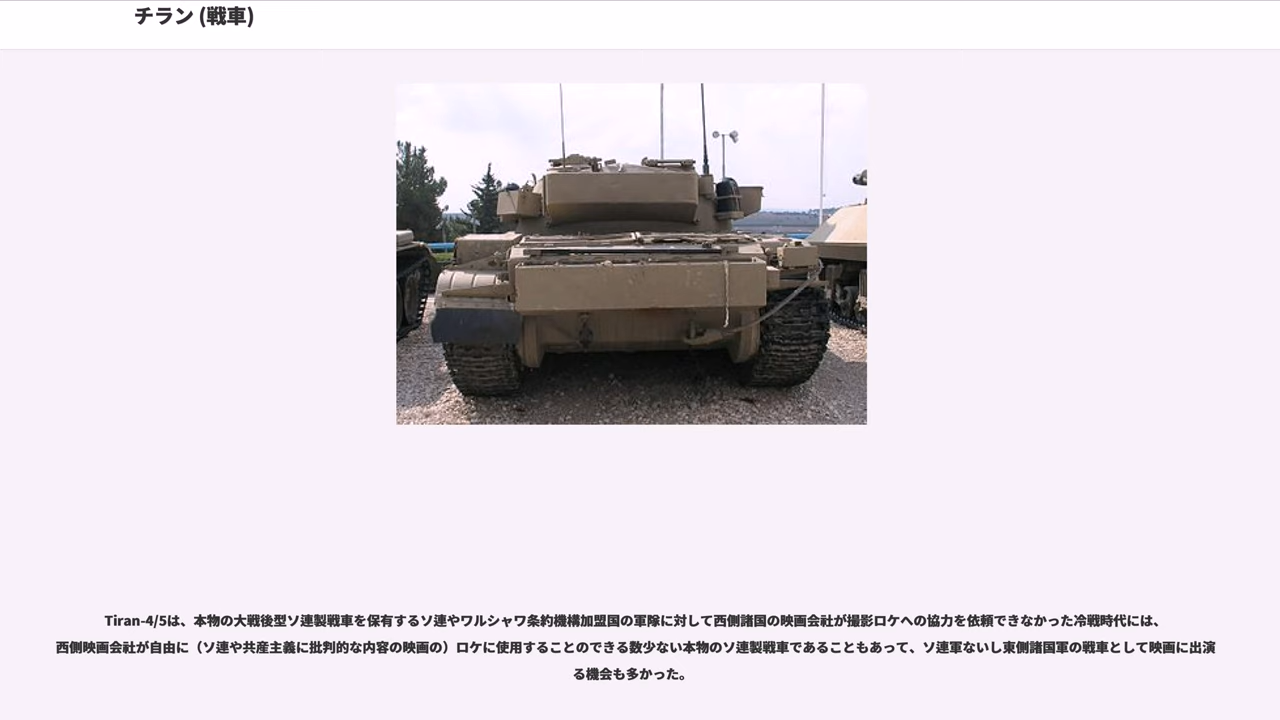 チラン (戦車)
Tiran-4/5は、本物の大戦後型ソ連製戦車を保有するソ連やワルシャワ条約機構加盟国の軍隊に対して西側諸国の映画会社が撮影ロケへの協力を依頼できなかった冷戦時代には、
西側映画会社が自由に（ソ連や共産主義に批判的な内容の映画の）ロケに使用することのできる数少ない本物のソ連製戦車であることもあって、ソ連軍ないし東側諸国軍の戦車として映画に出演
る機会も多かった。